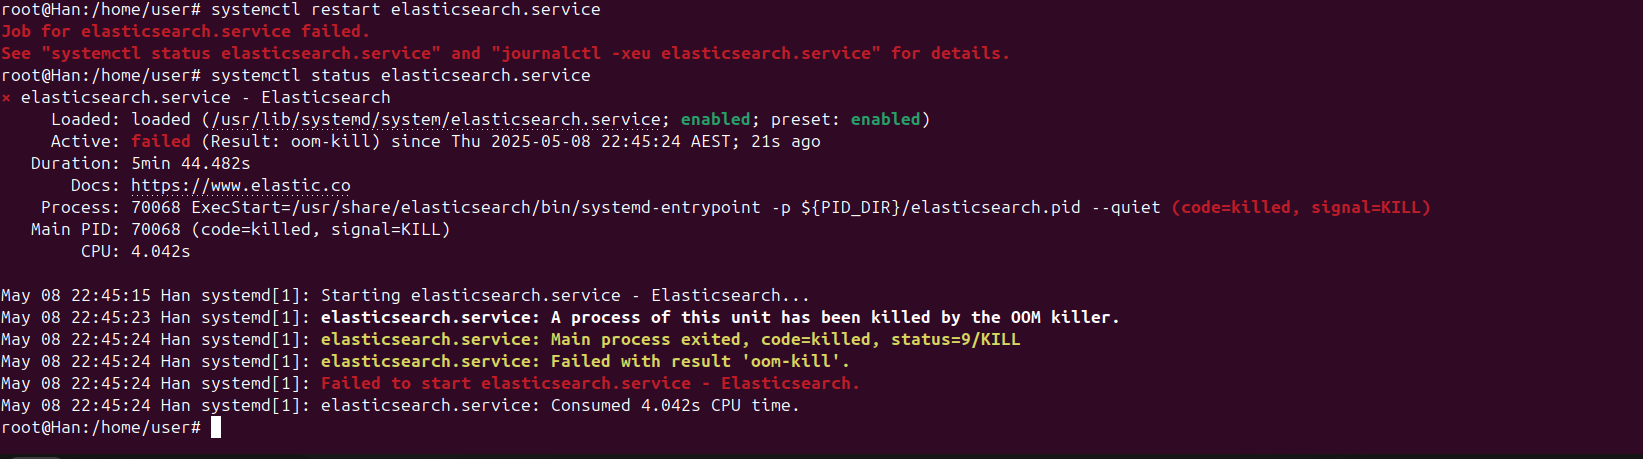 root@Han:/home/user# systemctl restart elasticsearch.service
Job for elasticsearch.service failed.
See "systemctl status elasticsearch.service" and "journalctl -xeu elasticsearch.service" for details.
root@Han:/home/user# systemctl status elasticsearch.service
× elasticsearch.service - Elasticsearch
     Loaded: loaded (/usr/lib/systemd/system/elasticsearch.service; enabled; preset: enabled)
     Active: failed (Result: oom-kill) since Thu 2025-05-08 22:45:24 AEST; 21s ago
   Duration: 5min 44.482s
       Docs: https://www.elastic.co
    Process: 70068 ExecStart=/usr/share/elasticsearch/bin/systemd-entrypoint -p ${PID_DIR}/elasticsearch.pid --quiet (code=killed, signal=KILL)
   Main PID: 70068 (code=killed, signal=KILL)
        CPU: 4.042s

May 08 22:45:15 Han systemd[1]: Starting elasticsearch.service - Elasticsearch...
May 08 22:45:23 Han systemd[1]: elasticsearch.service: A process of this unit has been killed by the OOM killer.
May 08 22:45:24 Han systemd[1]: elasticsearch.service: Main process exited, code=killed, status=9/KILL
May 08 22:45:24 Han systemd[1]: elasticsearch.service: Failed with result 'oom-kill'.
May 08 22:45:24 Han systemd[1]: Failed to start elasticsearch.service - Elasticsearch.
May 08 22:45:24 Han systemd[1]: elasticsearch.service: Consumed 4.042s CPU time.
root@Han:/home/user#